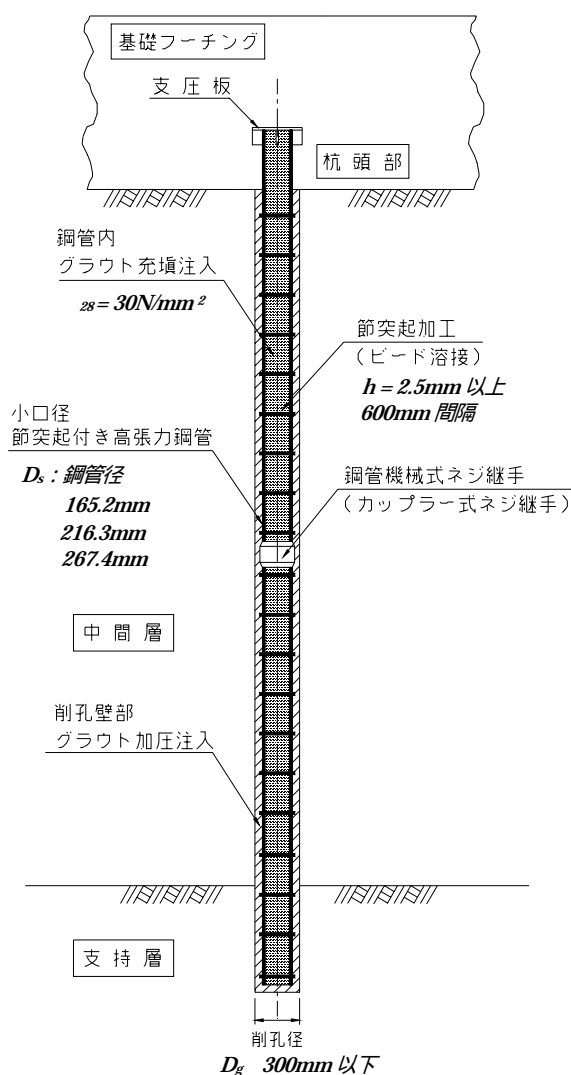 基礎フーチング
支圧板
杭頭部
鋼管内
グラウト充填注入
28 = 30N/mm²
節突起加工
(ビード溶接)
h = 2.5mm 以上
600mm 間隔
小口径
節突起付き高張力鋼管
Ds : 鋼管径
165.2mm
216.3mm
267.4mm
鋼管機械式ネジ継手
(カップラー式ネジ継手)
中間層
削孔壁部
グラウト加圧注入
支持層
削孔径
Dg 300mm 以下